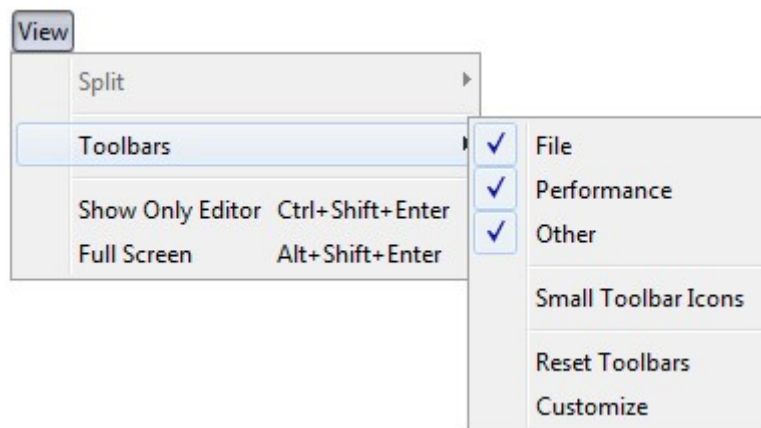 View
Split
Toolbars
Show Only Editor Ctrl+Shift+Enter
Full Screen Alt+Shift+Enter
File
Performance
Other
Small Toolbar Icons
Reset Toolbars
Customize